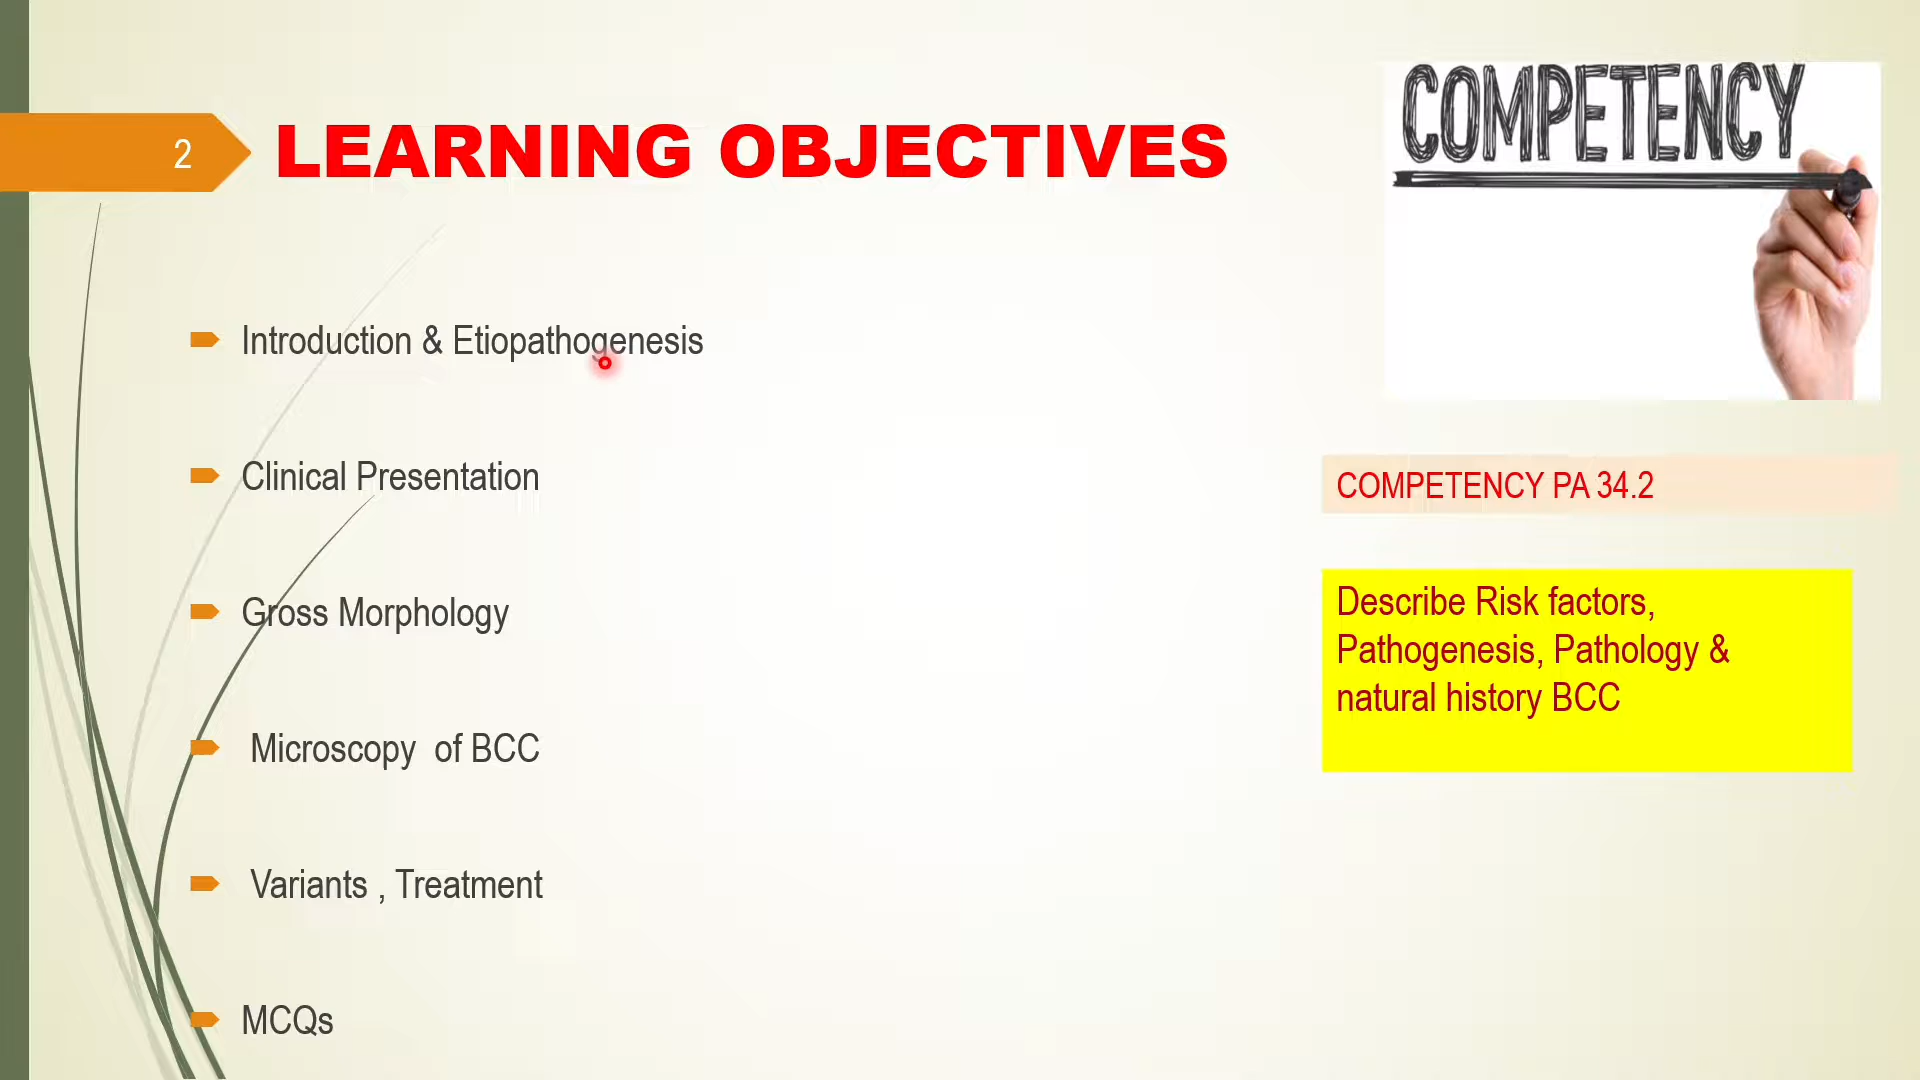 2
LEARNING OBJECTIVES
COMPETENCY
Introduction & Etiopathogenesis
Clinical Presentation
Gross Morphology
Microscopy of BCC
Variants , Treatment
MCQs
COMPETENCY PA 34.2
Describe Risk factors,
Pathogenesis, Pathology &
natural history BCC